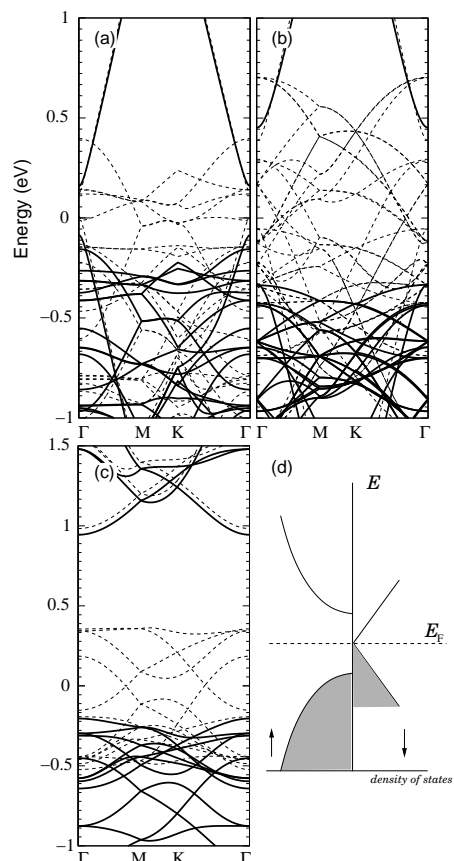 (a)
(b)
1
0.5
0
−0.5
−1
Energy (eV)
Γ M K Γ
Γ M K Γ
(c)
1.5
1
0.5
0
−0.5
−1
Γ M K Γ
(d)
E
E_F
density of states